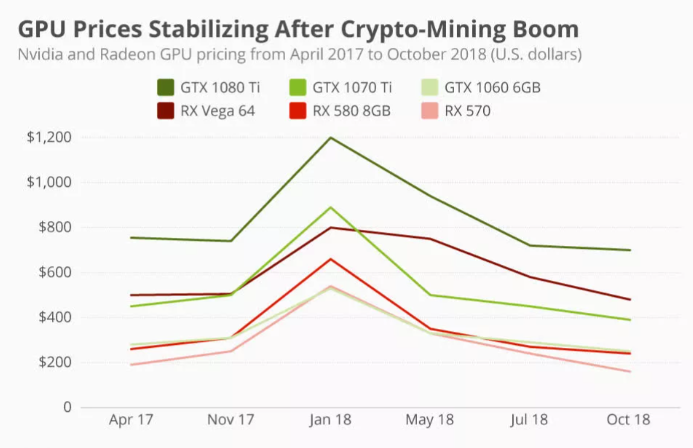 GPU Prices Stabilizing After Crypto-Mining Boom
Nvidia and Radeon GPU pricing from April 2017 to October 2018 (U.S. dollars)
GTX 1080 Ti GTX 1070 Ti GTX 1060 6GB
RX Vega 64 RX 580 8GB RX 570
$1,200
$1,000
$800
$600
$400
$200
0
Apr 17 Nov 17 Jan 18 May 18 Jul 18 Oct 18